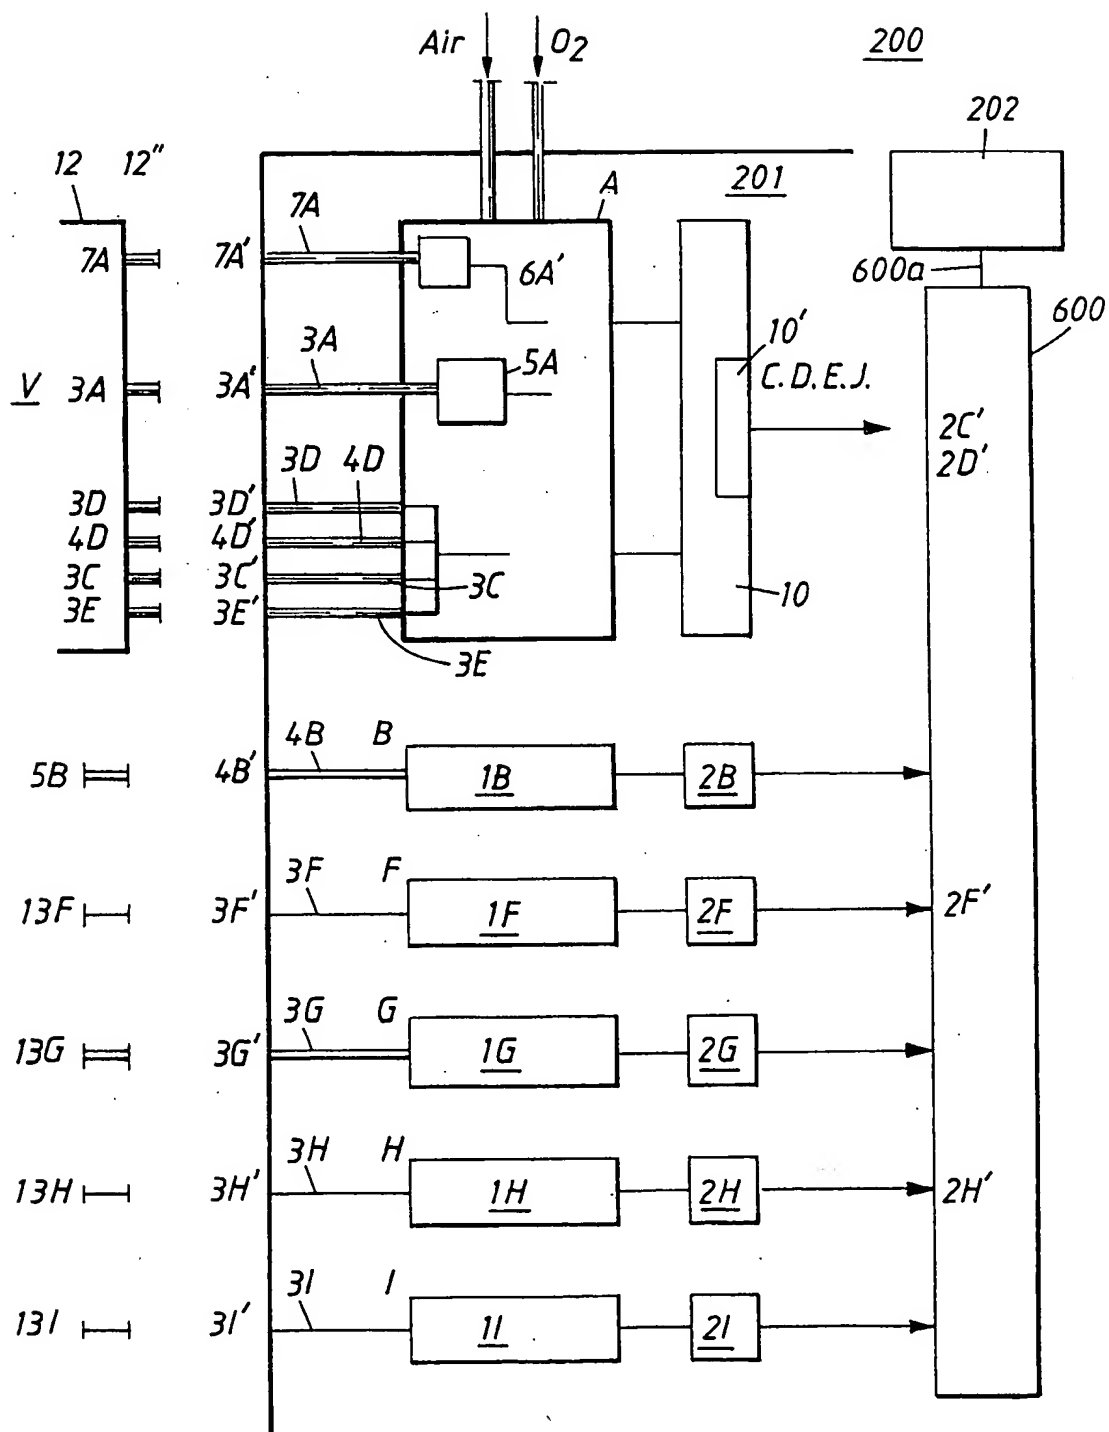 Air O2
200
202
12 12"
201
A
7A
7A 7A'
6A'
600a
600
10'
3A
5A
C.D.E.J.
V 3A 3A'
2C'
2D'
3D 4D
3D 3D'
4D 4D'
3C 3C'
3C
10
3E 3E'
3E
4B B
5B 4B' 1B 2B
3F F
13F 3F' 1F 2F 2F'
3G G
13G 3G' 1G 2G
3H H
13H 3H' 1H 2H 2H'
3I I
13I 3I' 1I 2I